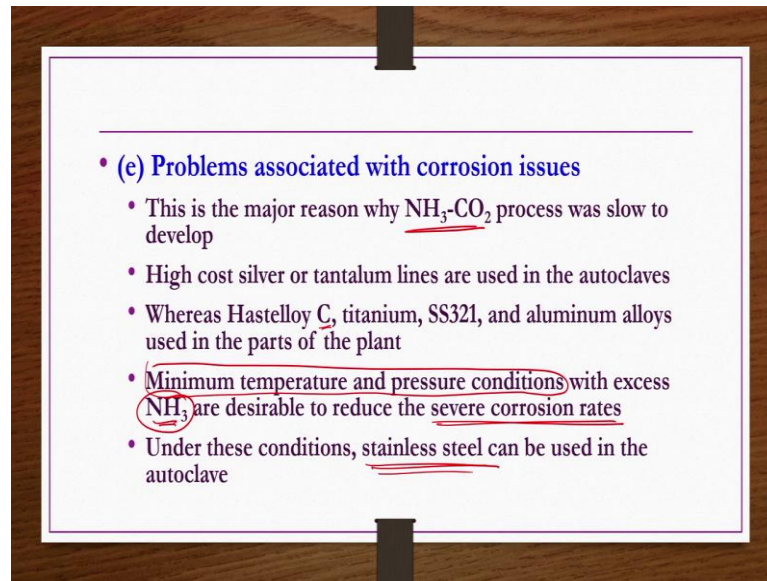 • (e) Problems associated with corrosion issues
• This is the major reason why NH₃-CO₂ process was slow to
develop
• High cost silver or tantalum lines are used in the autoclaves
• Whereas Hastelloy C, titanium, SS321, and aluminum alloys
used in the parts of the plant
• Minimum temperature and pressure conditions with excess
NH₃ are desirable to reduce the severe corrosion rates
• Under these conditions, stainless steel can be used in the
autoclave